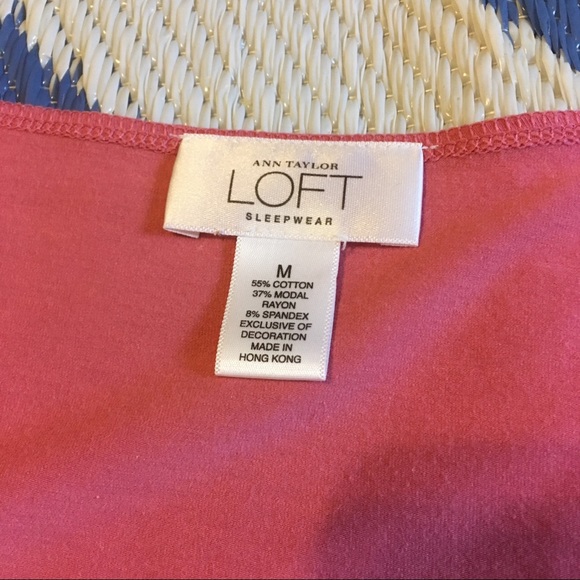 ANN TAYLOR
LOFT
SLEEPWEAR
M
55% COTTON
37% MODAL
RAYON
8% SPANDEX
EXCLUSIVE OF
DECORATION
MADE IN
HONG KONG